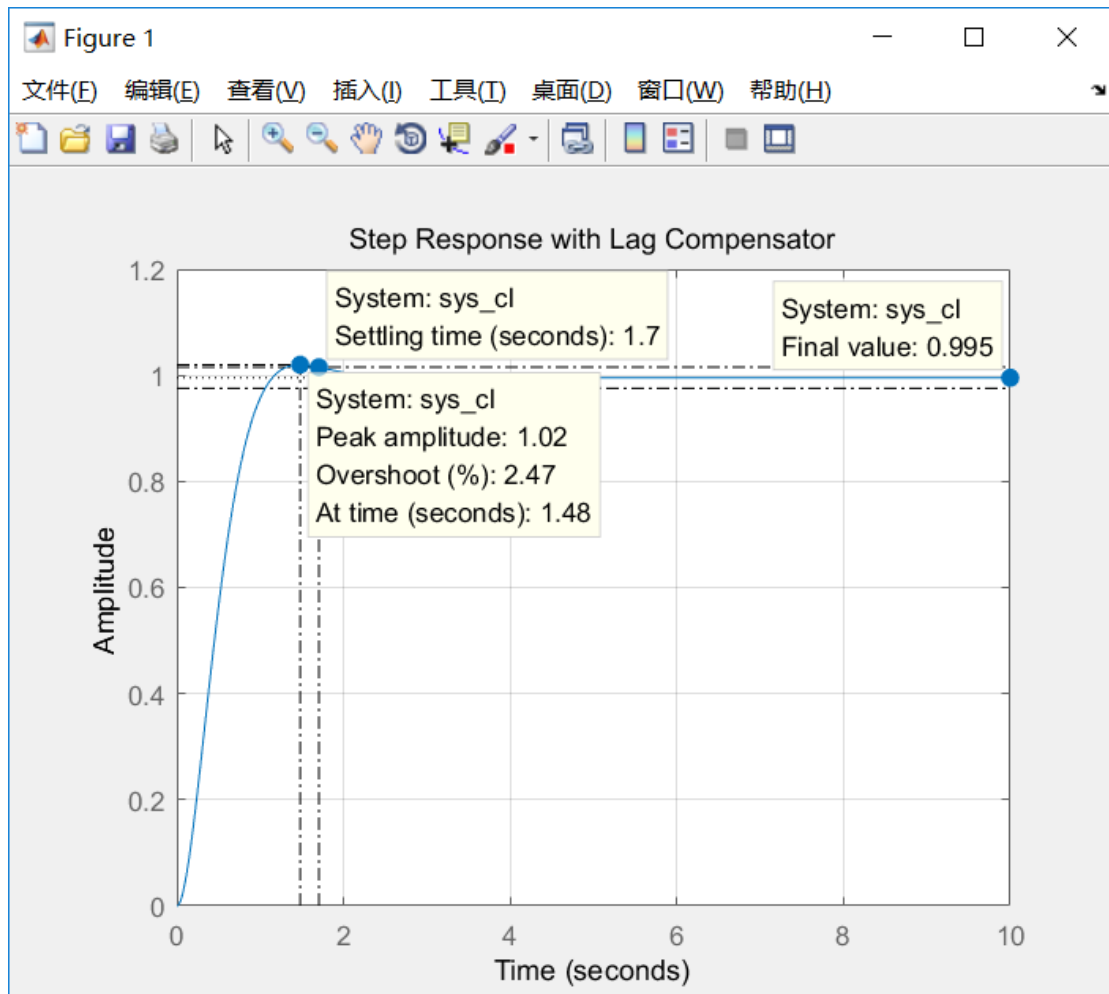 Figure 1
文件(F) 编辑(E) 查看(V) 插入(I) 工具(T) 桌面(D) 窗口(W) 帮助(H)
Step Response with Lag Compensator
1.2
System: sys_cl
Settling time (seconds): 1.7
System: sys_cl
Final value: 0.995
1
System: sys_cl
Peak amplitude: 1.02
Overshoot (%): 2.47
At time (seconds): 1.48
0.8
0.6
0.4
0.2
0
Amplitude
0 2 4 6 8 10
Time (seconds)